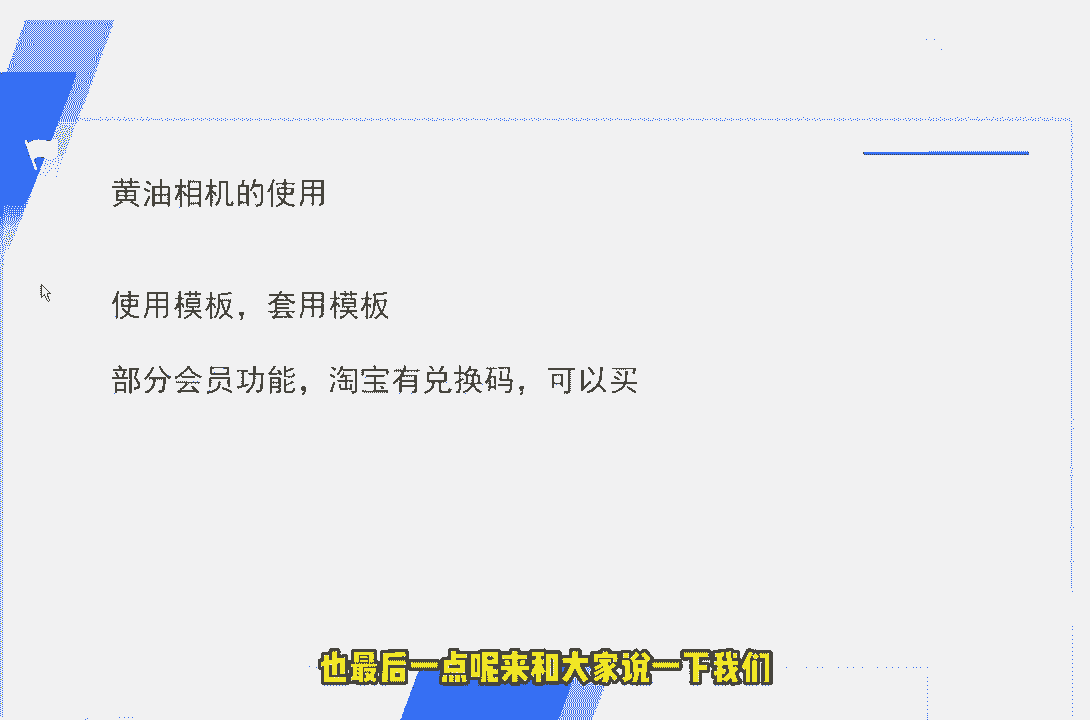 黄油相机的使用
使用模板，套用模板
部分会员功能，淘宝有兑换码，可以买
也最后一点呢来和大家说一下我们